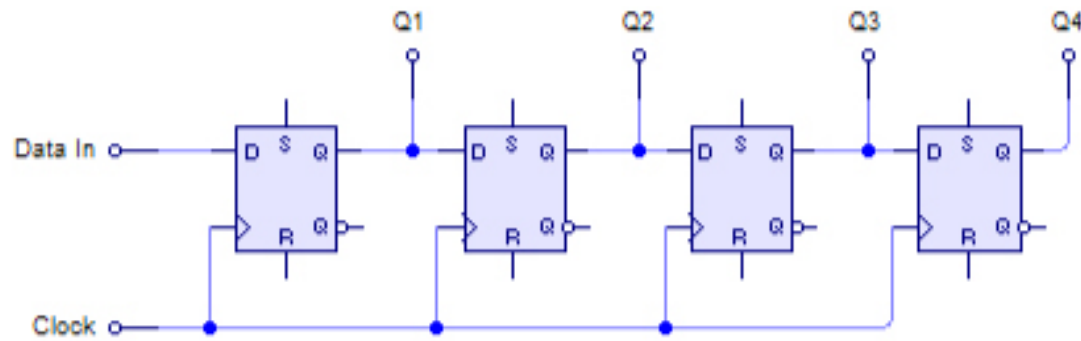 Q1 Q2 Q3 Q4
Data In D S Q D S Q D S Q D S Q
R Q R Q R Q R Q
Clock